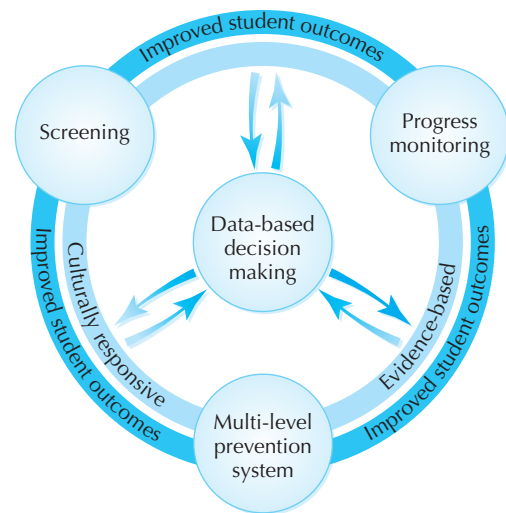 Improved student outcomes
Screening
Progress
monitoring
Data-based
decision
making
Improved student outcomes
Culturally responsive
Evidence-based
Improved student outcomes
Multi-level
prevention
system